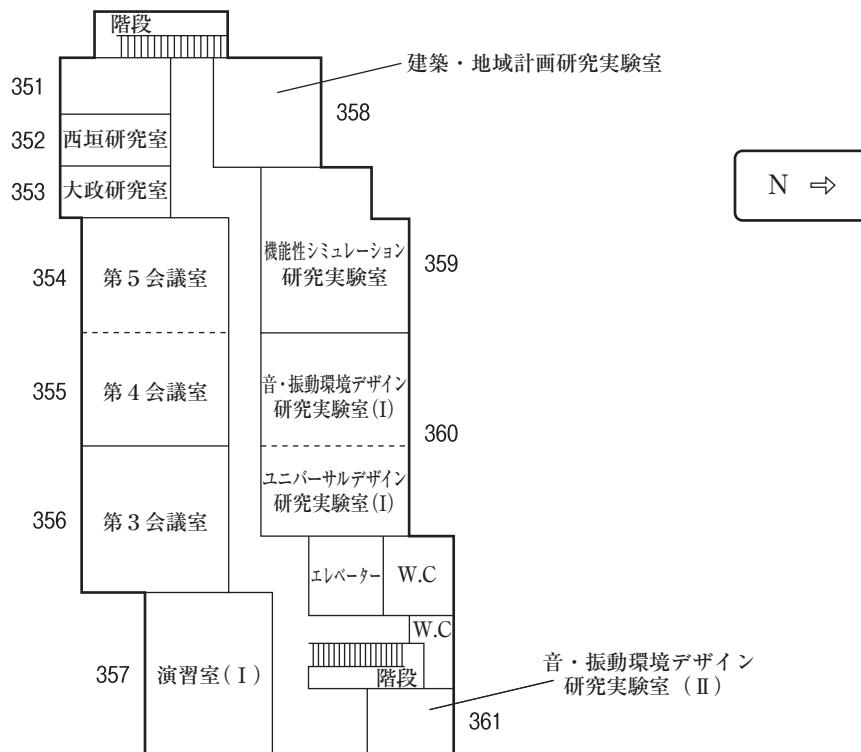 階段
建築・地域計画研究実験室
351
358
352
西垣研究室
353
大政研究室
N ⇨
354
第5会議室
機能性シミュレーション
研究実験室
359
355
第4会議室
音・振動環境デザイン
研究実験室(I)
360
ユニバーサルデザイン
研究実験室(I)
356
第3会議室
エレベーター
W.C
W.C
357
演習室(I)
階段
音・振動環境デザイン
研究実験室(II)
361